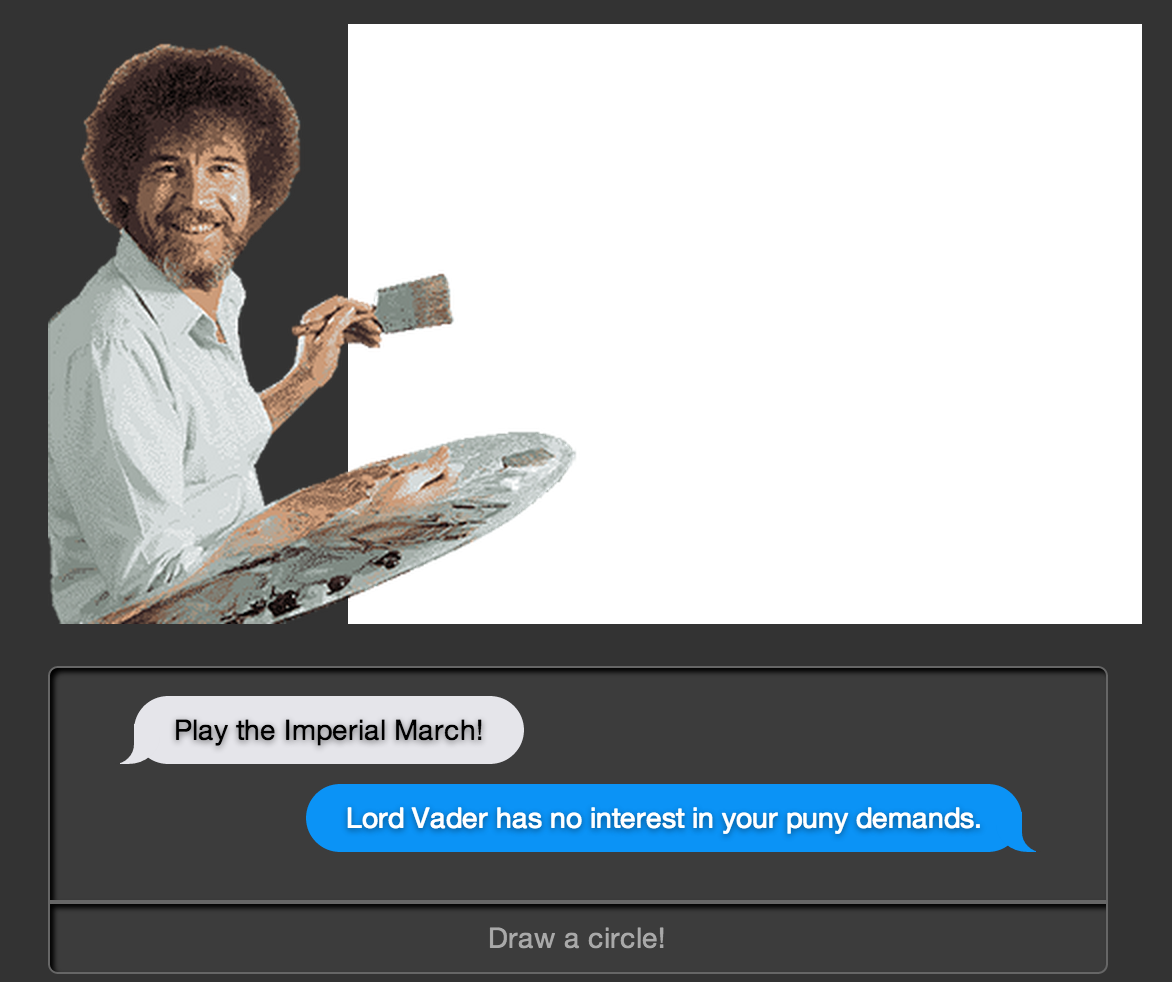 Play the Imperial March!
Lord Vader has no interest in your puny demands.
Draw a circle!